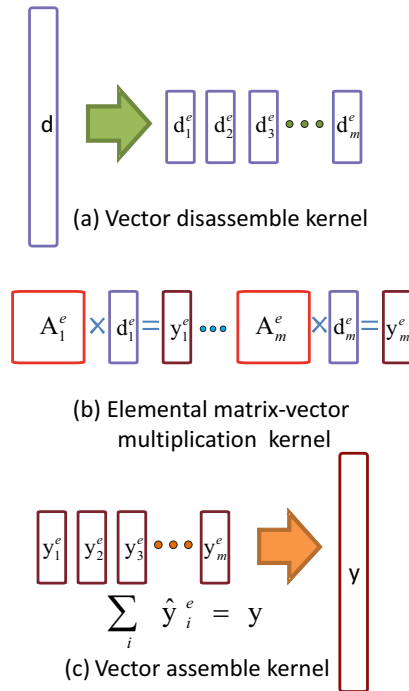 d d₁ᵉ d₂ᵉ d₃ᵉ ••• dₘᵉ
(a) Vector disassemble kernel
A₁ᵉ × d₁ᵉ = y₁ᵉ ••• Aₘᵉ × dₘᵉ = yₘᵉ
(b) Elemental matrix-vector
multiplication kernel
y₁ᵉ y₂ᵉ y₃ᵉ ••• yₘᵉ y
∑ᵢ ŷᵢᵉ = y
(c) Vector assemble kernel